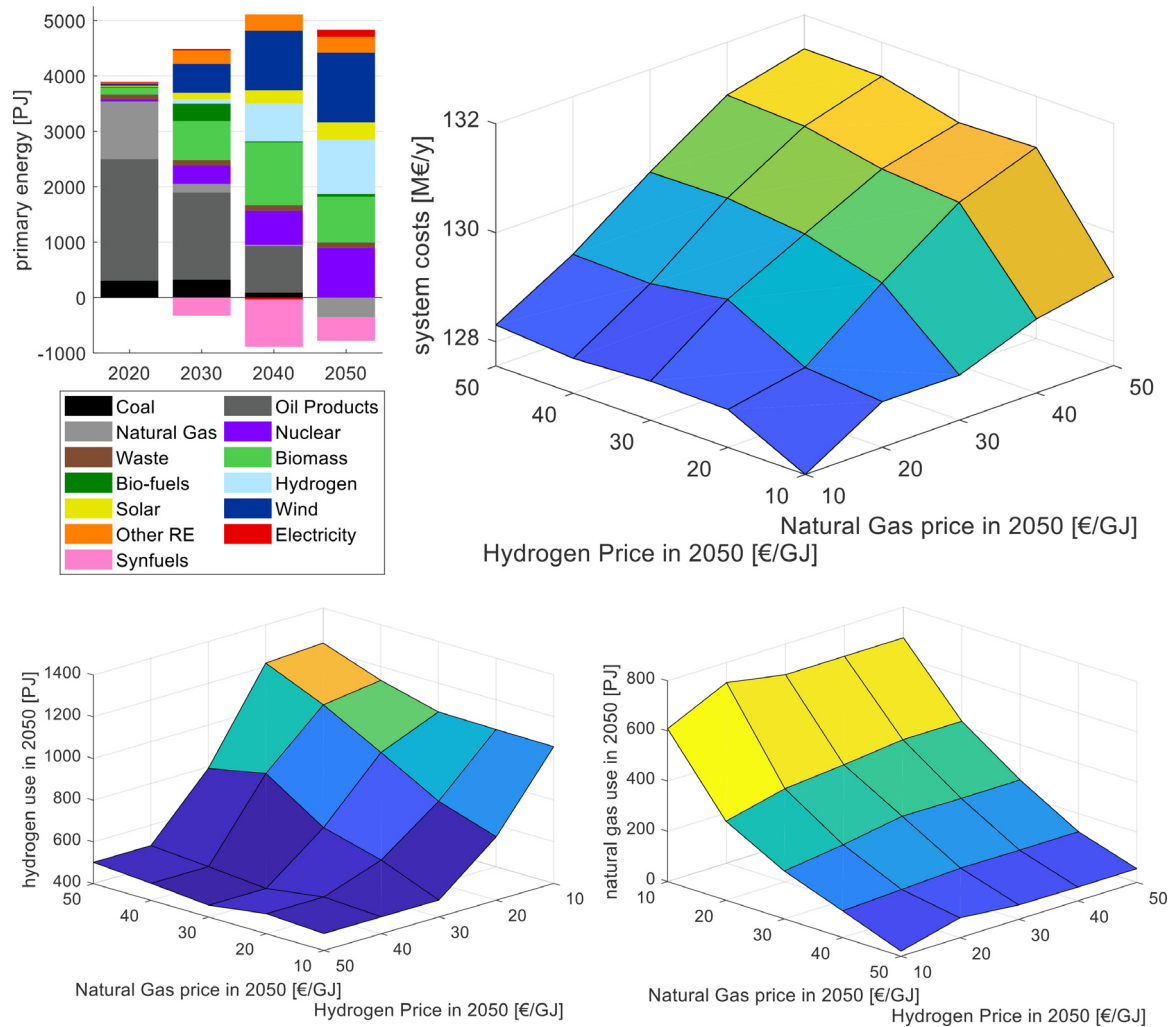 primary energy [PJ]
5000
4000
3000
2000
1000
0
-1000
2020 2030 2040 2050
Coal Oil Products
Natural Gas Nuclear
Waste Biomass
Bio-fuels Hydrogen
Solar Wind
Other RE Electricity
Synfuels
system costs [M€/y]
132
130
128
50 40 30 20 10
10 20 30 40 50
Natural Gas price in 2050 [€/GJ]
Hydrogen Price in 2050 [€/GJ]
hydrogen use in 2050 [PJ]
1400
1200
1000
800
600
400
50 40 30 20 10
50 40 30 20 10
Natural Gas price in 2050 [€/GJ]
Hydrogen Price in 2050 [€/GJ]
natural gas use in 2050 [PJ]
800
600
400
200
0
10 20 30 40 50
10 20 30 40 50
Natural Gas price in 2050 [€/GJ]
Hydrogen Price in 2050 [€/GJ]